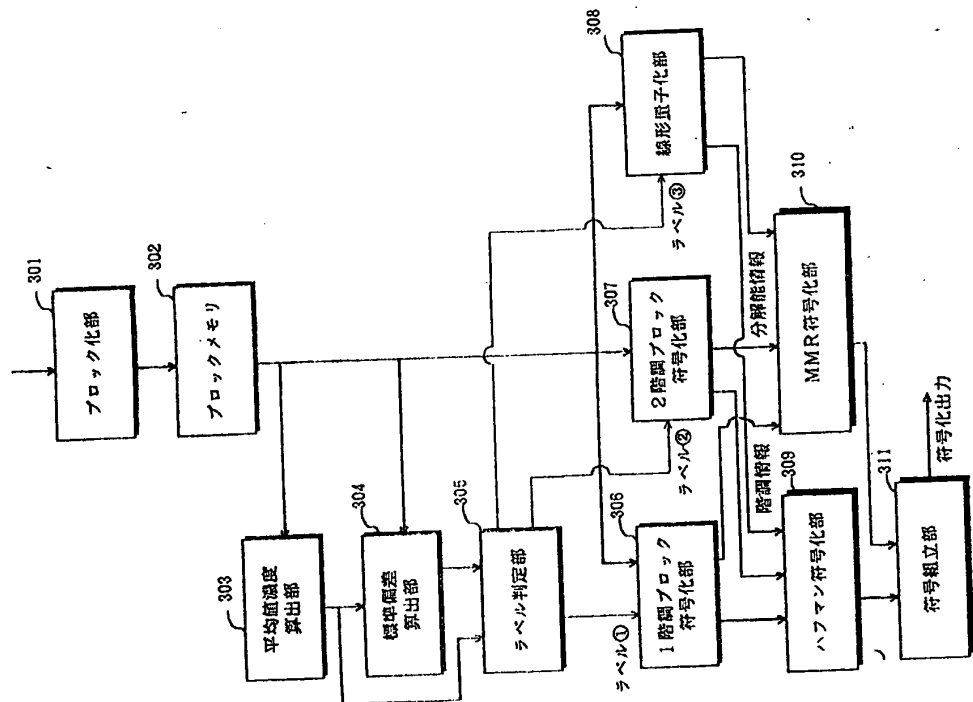 301
ブロック化部
302
ブロックメモリ
303
平均値濃度
算出部
304
標準偏差
算出部
305
ラベル判定部
ラベル①
ラベル②
ラベル③
306
1階調ブロック
符号化部
307
2階調ブロック
符号化部
308
線形量子化部
階調情報
分解能情報
309
ハフマン符号化部
310
MMR符号化部
311
符号組立部
符号化出力